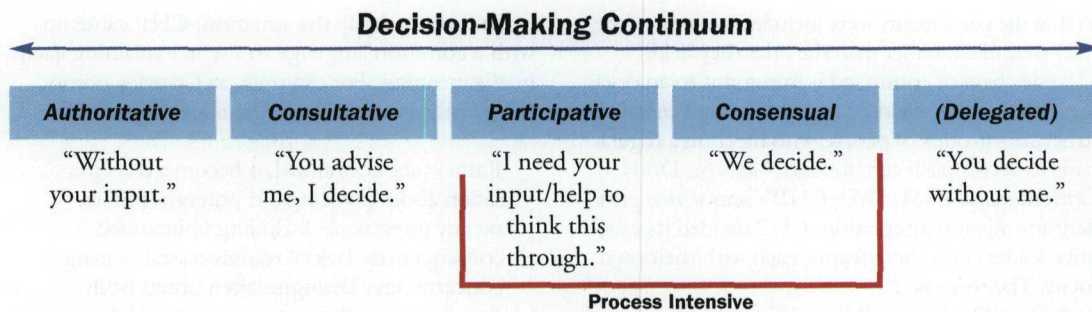 Decision-Making Continuum
Authoritative
Consultative
Participative
Consensual
(Delegated)
“Without
your input.”
“You advise
me. I decide.”
“I need your
input/help to
think this
through.”
“We decide.”
“You decide
without me.”
Process Intensive